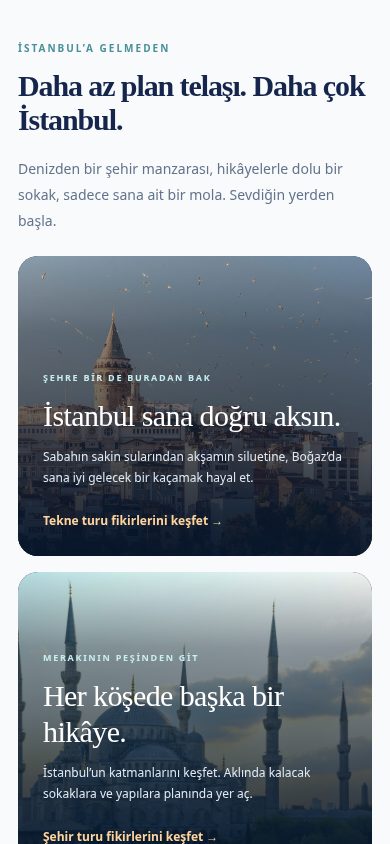 İSTANBUL'A GELMEDEN
Daha az plan telaşı. Daha çok
İstanbul.
Denizden bir şehir manzarası, hikâyelerle dolu bir
sokak, sadece sana ait bir mola. Sevdiğin yerden
başla.
ŞEHRE BİR DE BURADAN BAK
İstanbul sana doğru aksın.
Sabahın sakin sularından akşamın siluetine, Boğaz'da
sana iyi gelecek bir kaçamak hayal et.
Tekne turu fikirlerini keşfet →
MERAKININ PEŞİNDEN GİT
Her köşede başka bir
hikâye.
İstanbul'un katmanlarını keşfet. Aklında kalacak
sokaklara ve yapılara planında yer aç.
Şehir turu fikirlerini keşfet →